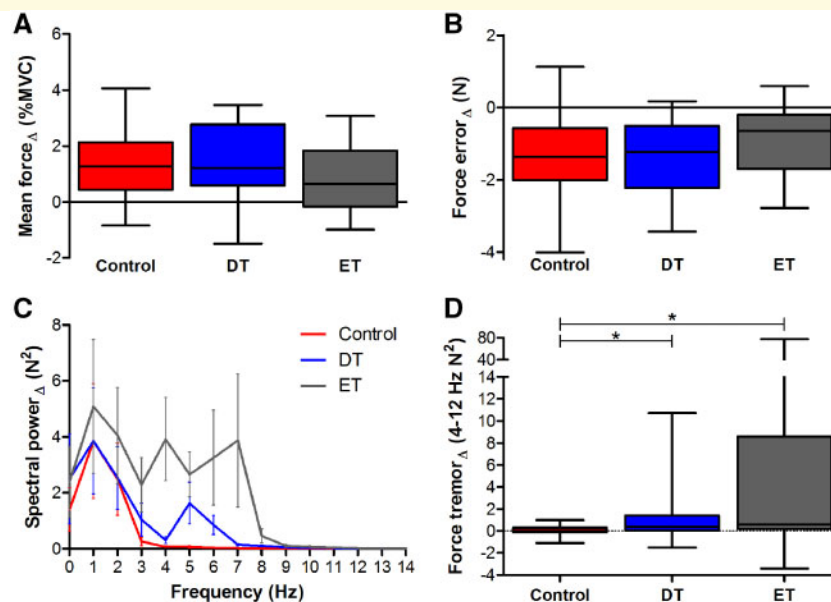 A
Mean force Δ (%MVC)
6
4
2
0
-2
Control DT ET
B
Force error Δ (N)
2
0
-2
-4
Control DT ET
C
Spectral power Δ (N²)
8
6
4
2
0
Control
DT
ET
0 1 2 3 4 5 6 7 8 9 10 11 12 13 14
Frequency (Hz)
D
Force tremor Δ (4-12 Hz N²)
80
40
14
12
10
8
6
4
2
0
-2
-4
*
*
Control DT ET